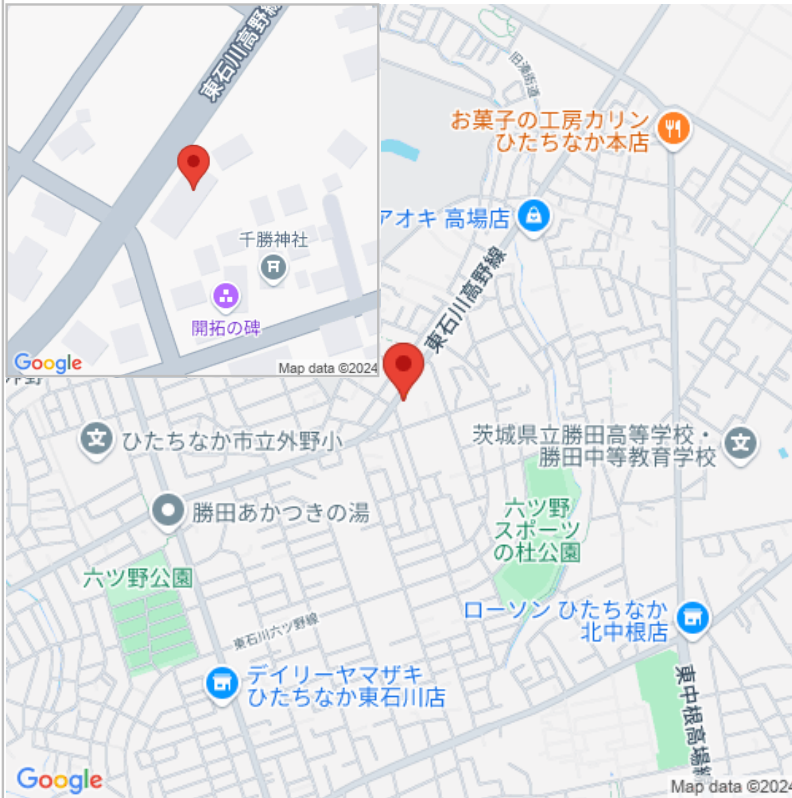 東石川高野線
千勝神社
開拓の碑
Google
Map data ©2024
旧湊街道
お菓子の工房カリン
ひたちなか本店
アオキ 高場店
東石川高野線
外野
ひたちなか市立外野小
茨城県立勝田高等学校・
勝田中等教育学校
勝田あかつきの湯
六ツ野
スポーツ
の杜公園
六ツ野公園
ローソン ひたちなか
北中根店
東石川六ツ野線
デイリーヤマザキ
ひたちなか東石川店
東中根高場線
Google
Map data ©2024